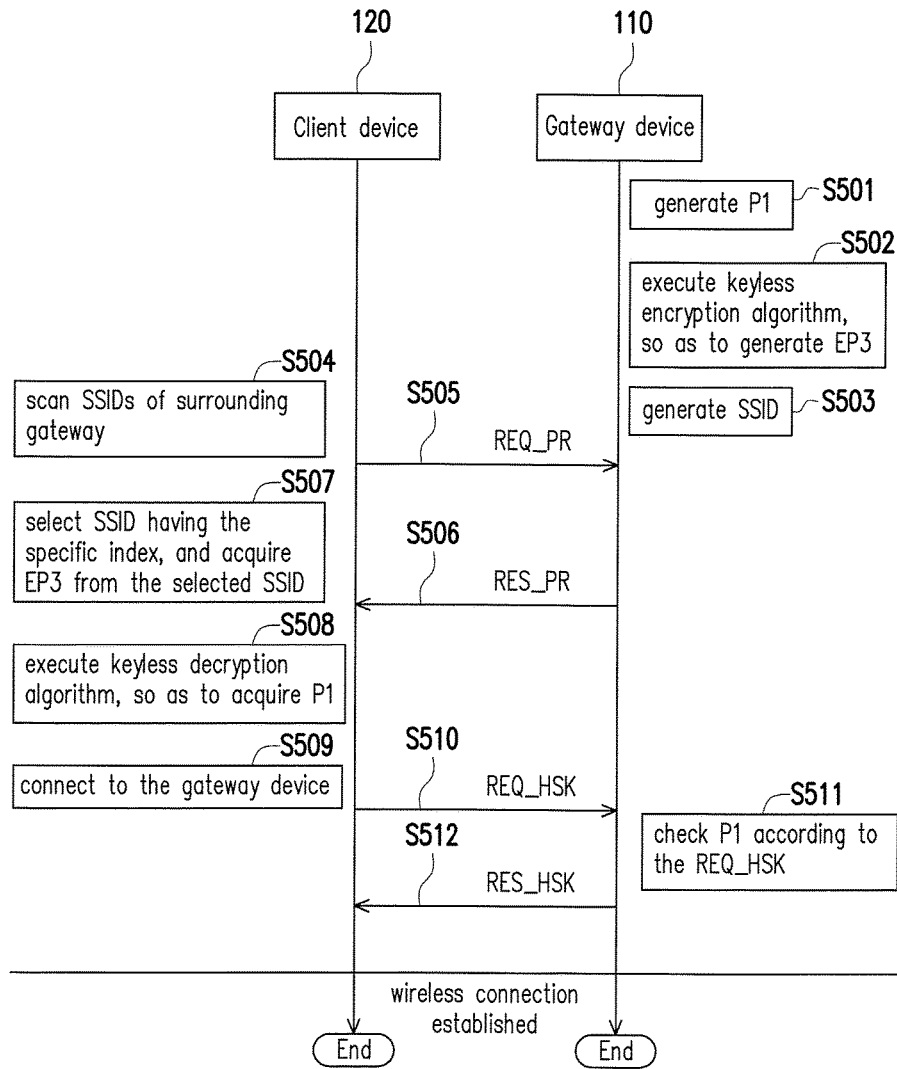 120
110
Client device
Gateway device
generate P1
S501
S502
execute keyless
encryption algorithm,
so as to generate EP3
S504
scan SSIDs of surrounding
gateway
S505
REQ_PR
generate SSID
S503
S507
select SSID having the
specific index, and acquire
EP3 from the selected SSID
S506
RES_PR
S508
execute keyless decryption
algorithm, so as to acquire P1
S509
connect to the gateway device
S510
REQ_HSK
S511
check P1 according to
the REQ_HSK
S512
RES_HSK
wireless connection
established
End
End